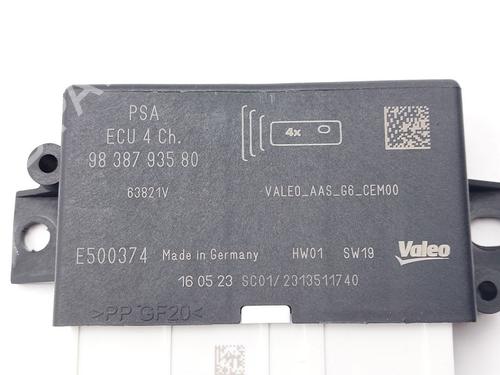 PSA
ECU 4 Ch.
98 387 935 80
4x
63821V
VALEO_AAS_G6_CEM00
E500374 Made in Germany HW01 SW19 Valeo
16 05 23 SC01/2313511740
>PP GF20<